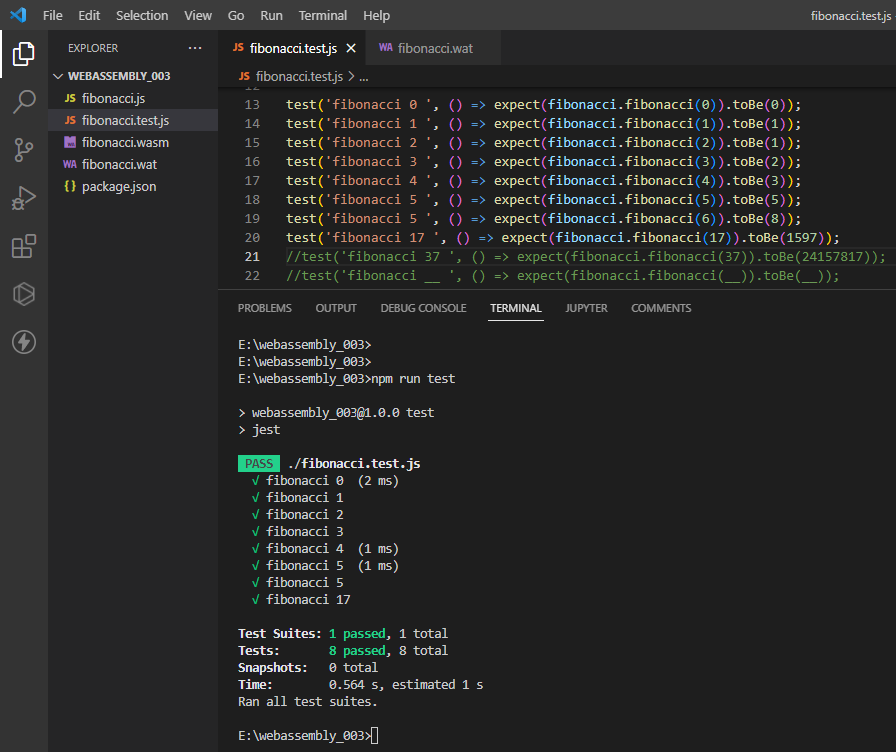 File Edit Selection View Go Run Terminal Help fibonacci.test.js
EXPLORER ···
WEBASSEMBLY_003
JS fibonacci.js
JS fibonacci.test.js
fibonacci.wasm
WA fibonacci.wat
{} package.json
JS fibonacci.test.js × WA fibonacci.wat
JS fibonacci.test.js > ...
12
13 test('fibonacci 0 ', () => expect(fibonacci.fibonacci(0)).toBe(0));
14 test('fibonacci 1 ', () => expect(fibonacci.fibonacci(1)).toBe(1));
15 test('fibonacci 2 ', () => expect(fibonacci.fibonacci(2)).toBe(1));
16 test('fibonacci 3 ', () => expect(fibonacci.fibonacci(3)).toBe(2));
17 test('fibonacci 4 ', () => expect(fibonacci.fibonacci(4)).toBe(3));
18 test('fibonacci 5 ', () => expect(fibonacci.fibonacci(5)).toBe(5));
19 test('fibonacci 5 ', () => expect(fibonacci.fibonacci(6)).toBe(8));
20 test('fibonacci 17 ', () => expect(fibonacci.fibonacci(17)).toBe(1597));
21 //test('fibonacci 37 ', () => expect(fibonacci.fibonacci(37)).toBe(24157817));
22 //test('fibonacci __ ', () => expect(fibonacci.fibonacci(__)).toBe(__));
PROBLEMS OUTPUT DEBUG CONSOLE TERMINAL JUPYTER COMMENTS
E:\webassembly_003>
E:\webassembly_003>
E:\webassembly_003>npm run test
> webassembly_003@1.0.0 test
> jest
PASS ./fibonacci.test.js
√ fibonacci 0 (2 ms)
√ fibonacci 1
√ fibonacci 2
√ fibonacci 3
√ fibonacci 4 (1 ms)
√ fibonacci 5 (1 ms)
√ fibonacci 5
√ fibonacci 17
Test Suites: 1 passed, 1 total
Tests: 8 passed, 8 total
Snapshots: 0 total
Time: 0.564 s, estimated 1 s
Ran all test suites.
E:\webassembly_003>